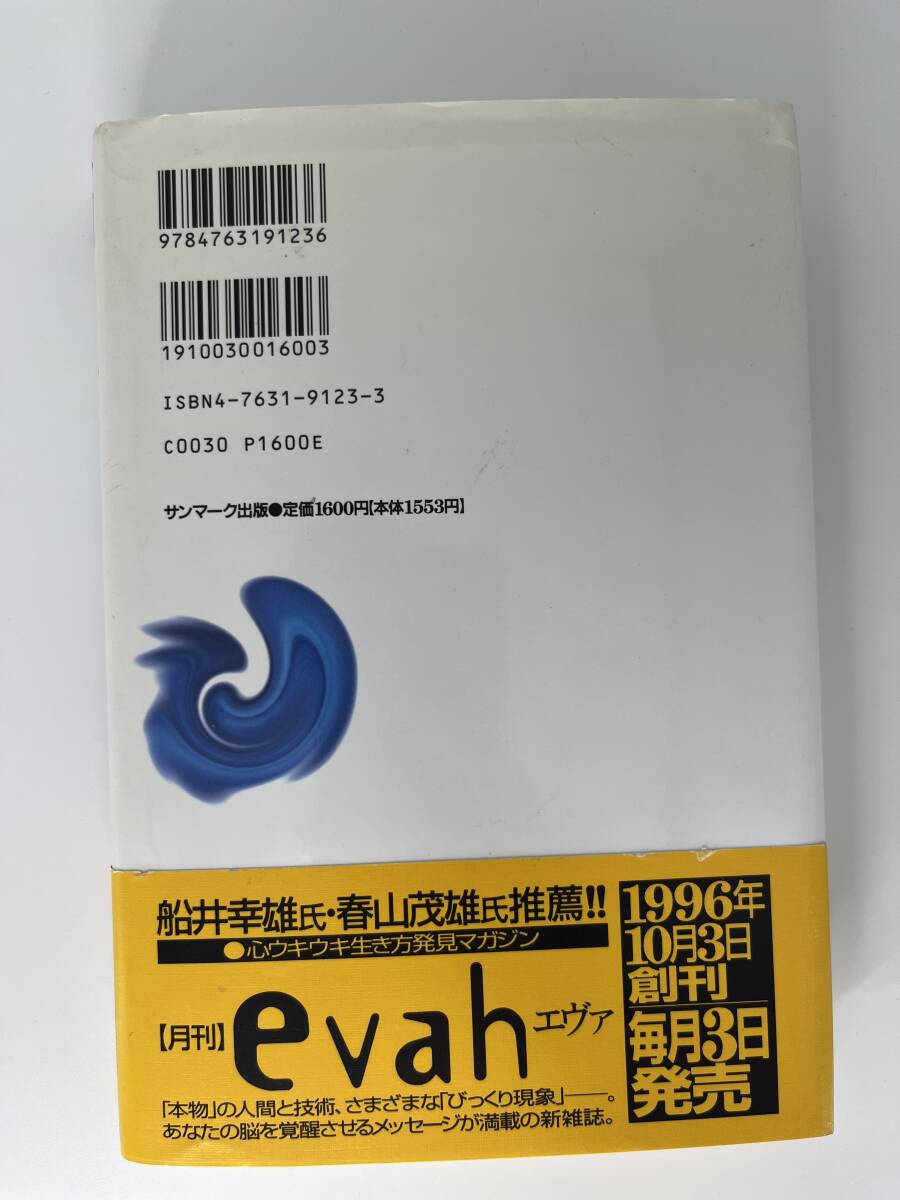 9784763191236
1910030016003
ISBN4-7631-9123-3
C0030 P1600E
サンマーク出版●定価1600円【本体1553円】
船井幸雄氏・春山茂雄氏推薦!!
●心ウキウキ生き方発見マガジン
【月刊】evahエヴァ
「本物」の人間と技術、さまざまな「びっくり現象」──。
あなたの脳を覚醒させるメッセージが満載の新雑誌。
1996年
10月3日
創刊
毎月3日
発売